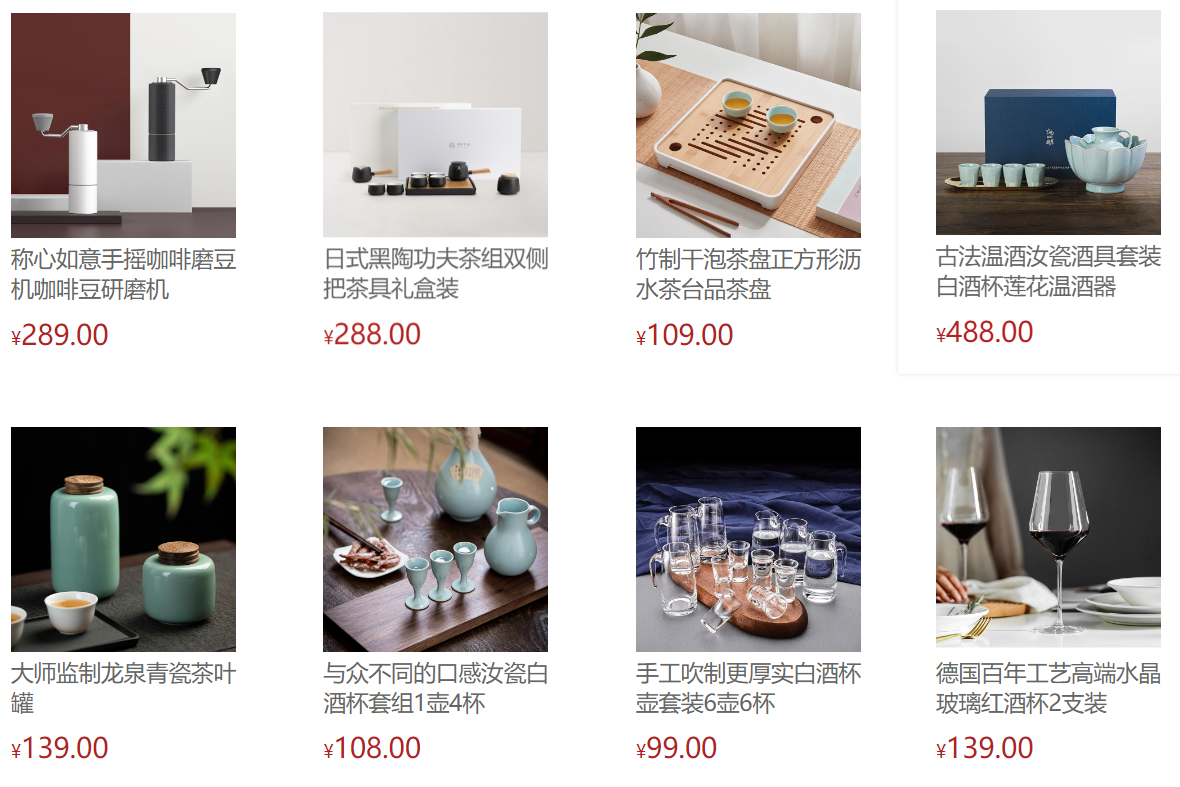 称心如意手摇咖啡磨豆
机咖啡豆研磨机
¥289.00
日式黑陶功夫茶组双侧
把茶具礼盒装
¥288.00
竹制干泡茶盘正方形沥
水茶台品茶盘
¥109.00
古法温酒汝瓷酒具套装
白酒杯莲花温酒器
¥488.00
大师监制龙泉青瓷茶叶
罐
¥139.00
与众不同的口感汝瓷白
酒杯套组1壶4杯
¥108.00
手工吹制更厚实白酒杯
壶套装6壶6杯
¥99.00
德国百年工艺高端水晶
玻璃红酒杯2支装
¥139.00